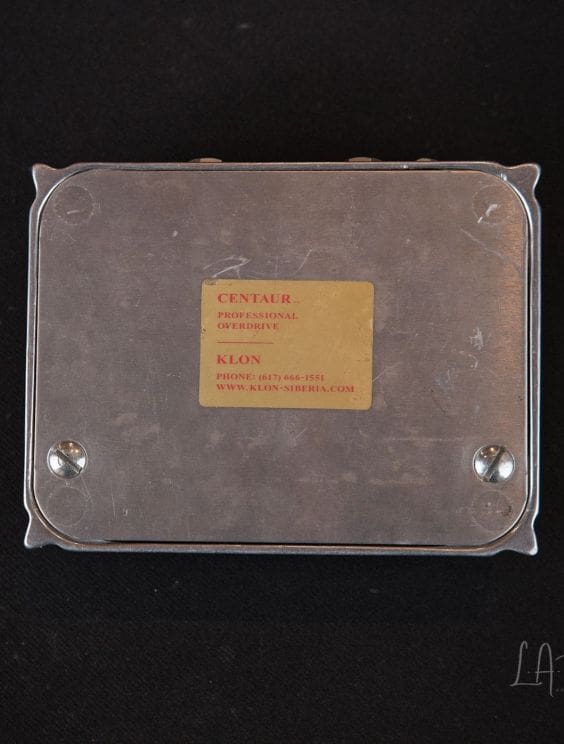 CENTAUR
PROFESSIONAL
OVERDRIVE
KLON
PHONE: (617) 666-1551
WWW.KLON-SIBERIA.COM
L.A